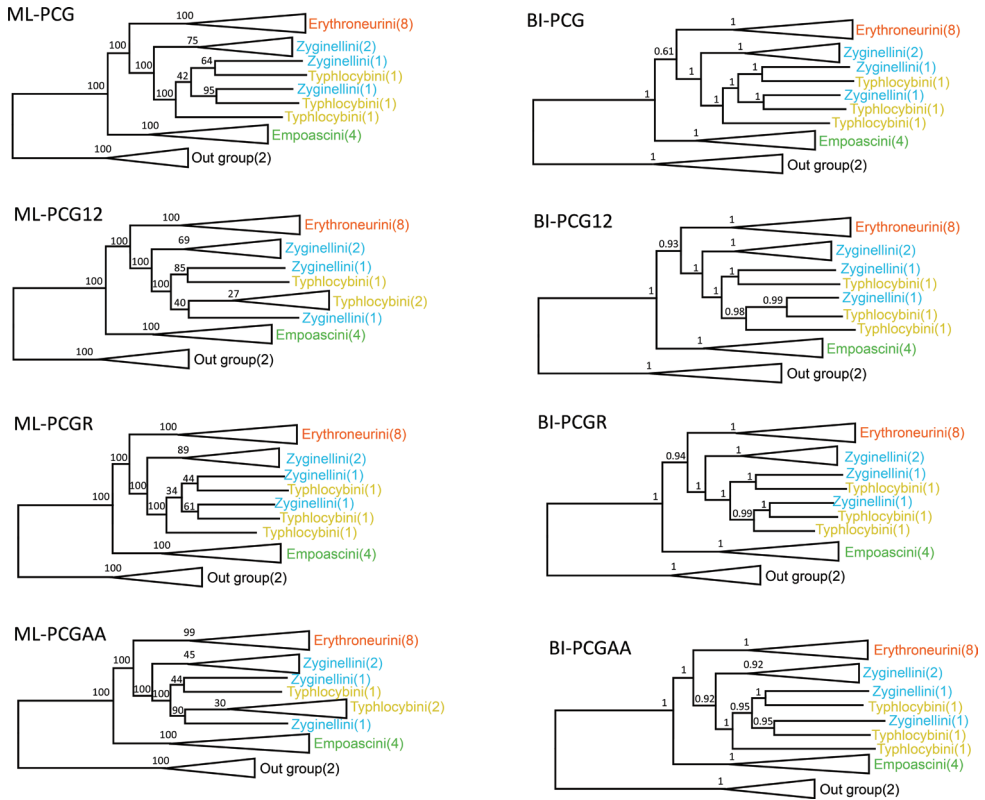 ML-PCG
100
Erythroneurini(8)
100
75
Zyginellini(2)
100
64
Zyginellini(1)
Typhlocybini(1)
42
100
95
Zyginellini(1)
Typhlocybini(1)
Typhlocybini(1)
100
100
Empoascini(4)
100
Out group(2)
BI-PCG
1
Erythroneurini(8)
0.61
1
Zyginellini(2)
1
1
Zyginellini(1)
Typhlocybini(1)
1
1
1
Zyginellini(1)
Typhlocybini(1)
Typhlocybini(1)
1
1
Empoascini(4)
1
Out group(2)
ML-PCG12
100
Erythroneurini(8)
100
69
Zyginellini(2)
100
85
Zyginellini(1)
Typhlocybini(1)
100
100
27
Typhlocybini(2)
40
Zyginellini(1)
100
Empoascini(4)
100
Out group(2)
BI-PCG12
1
Erythroneurini(8)
0.93
1
Zyginellini(2)
1
1
Zyginellini(1)
Typhlocybini(1)
1
1
0.99
Zyginellini(1)
0.98
Typhlocybini(1)
Typhlocybini(1)
1
Empoascini(4)
1
Out group(2)
ML-PCGR
100
Erythroneurini(8)
100
89
Zyginellini(2)
100
44
Zyginellini(1)
Typhlocybini(1)
34
100
100
61
Zyginellini(1)
Typhlocybini(1)
Typhlocybini(1)
100
Empoascini(4)
100
Out group(2)
BI-PCGR
1
Erythroneurini(8)
0.94
1
Zyginellini(2)
1
1
Zyginellini(1)
Typhlocybini(1)
1
1
1
Zyginellini(1)
0.99
Typhlocybini(1)
Typhlocybini(1)
1
Empoascini(4)
1
Out group(2)
ML-PCGAA
99
Erythroneurini(8)
100
45
Zyginellini(2)
100
44
Zyginellini(1)
Typhlocybini(1)
100
100
30
Typhlocybini(2)
90
Zyginellini(1)
100
Empoascini(4)
100
Out group(2)
BI-PCGAA
1
Erythroneurini(8)
1
0.92
Zyginellini(2)
0.92
1
Zyginellini(1)
Typhlocybini(1)
0.95
1
1
0.95
Zyginellini(1)
Typhlocybini(1)
Typhlocybini(1)
1
Empoascini(4)
1
Out group(2)